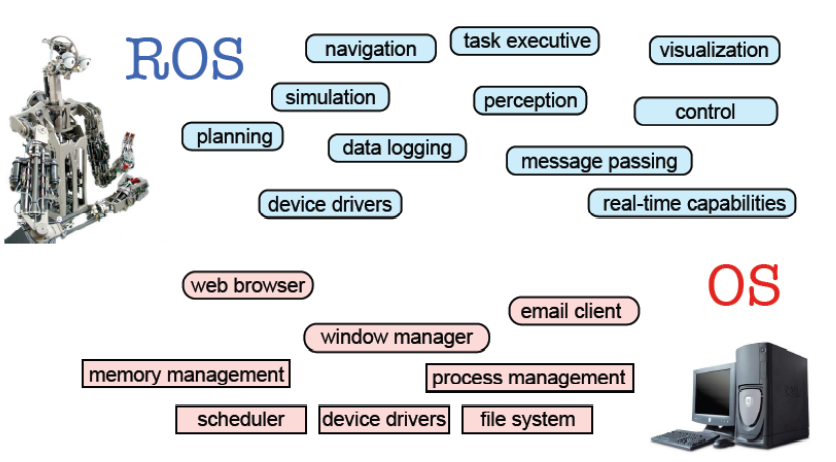 ROS
navigation
task executive
visualization
simulation
perception
control
planning
data logging
message passing
device drivers
real-time capabilities
OS
web browser
email client
window manager
memory management
process management
scheduler
device drivers
file system